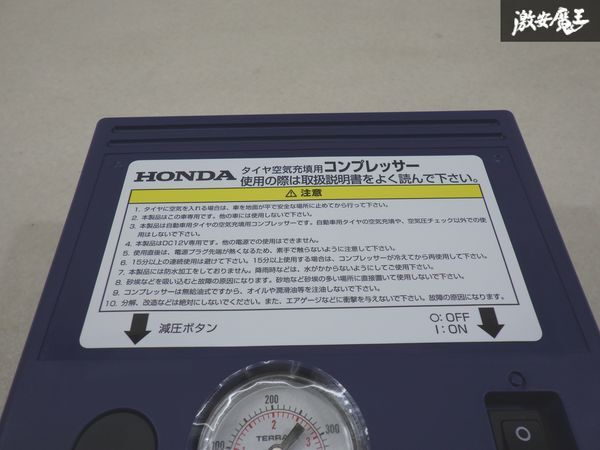 激安魔王
HONDA タイヤ空気充填用コンプレッサー
使用の際は取扱説明書をよく読んで下さい。
⚠ 注意
1. タイヤに空気を入れる場合は、車を地面が平で安全な場所に止めてから行って下さい。
2. 本製品はこの車専用です。他の車には使用しないで下さい。
3. 本製品は自動車用タイヤの空気充填用コンプレッサーです。自動車用タイヤの空気充填や、空気圧チェック以外での使
用はしないで下さい。
4. 本製品はDC12V専用です。他の電源での使用はできません。
5. 使用直後は、電源プラグ先端が熱くなるため、素手で触らないように注意して下さい。
6. 15分以上の連続使用は避けて下さい。15分以上使用する場合は、コンプレッサーが冷えてから再使用して下さい。
7. 本製品には防水加工をしておりません。降雨時などは、水がかからないようにしてご使用下さい。
8. 砂埃などを吸い込むと故障の原因になります。砂地など砂埃の多い場所に直接置いて使用しないで下さい。
9. コンプレッサーは無給油式ですから、オイルや潤滑油等を注油しないで下さい。
10. 分解、改造などは絶対にしないでください。また、エアゲージなどに衝撃を与えないで下さい。故障の原因になります。
減圧ボタン
○: OFF
I: ON
200
100
300
2
3
TERRA